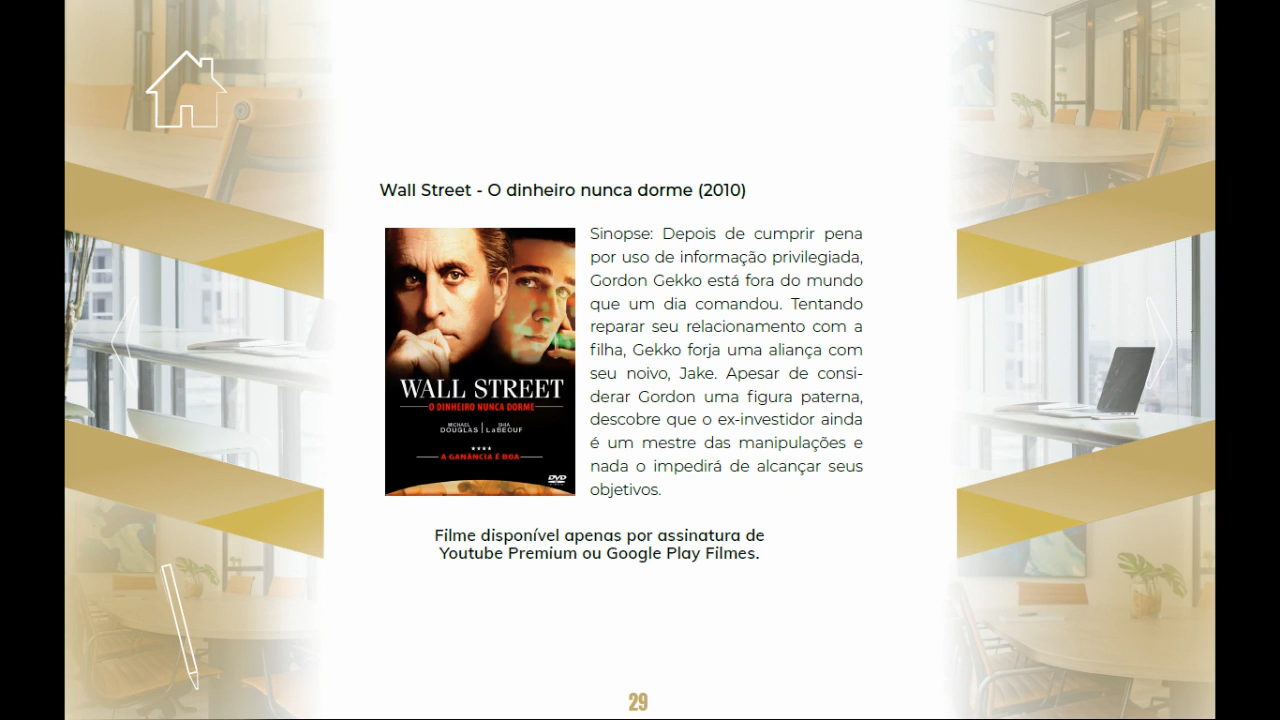 Wall Street - O dinheiro nunca dorme (2010)
WALL STREET
O DINHEIRO NUNCA DORME
MICHAEL DOUGLAS | SHIA LaBEOUF
A GANÂNCIA É BOA
DVD
Sinopse: Depois de cumprir pena
por uso de informação privilegiada,
Gordon Gekko está fora do mundo
que um dia comandou. Tentando
reparar seu relacionamento com a
filha, Gekko forja uma aliança com
seu noivo, Jake. Apesar de consi-
derar Gordon uma figura paterna,
descobre que o ex-investidor ainda
é um mestre das manipulações e
nada o impedirá de alcançar seus
objetivos.
Filme disponível apenas por assinatura de
Youtube Premium ou Google Play Filmes.
29